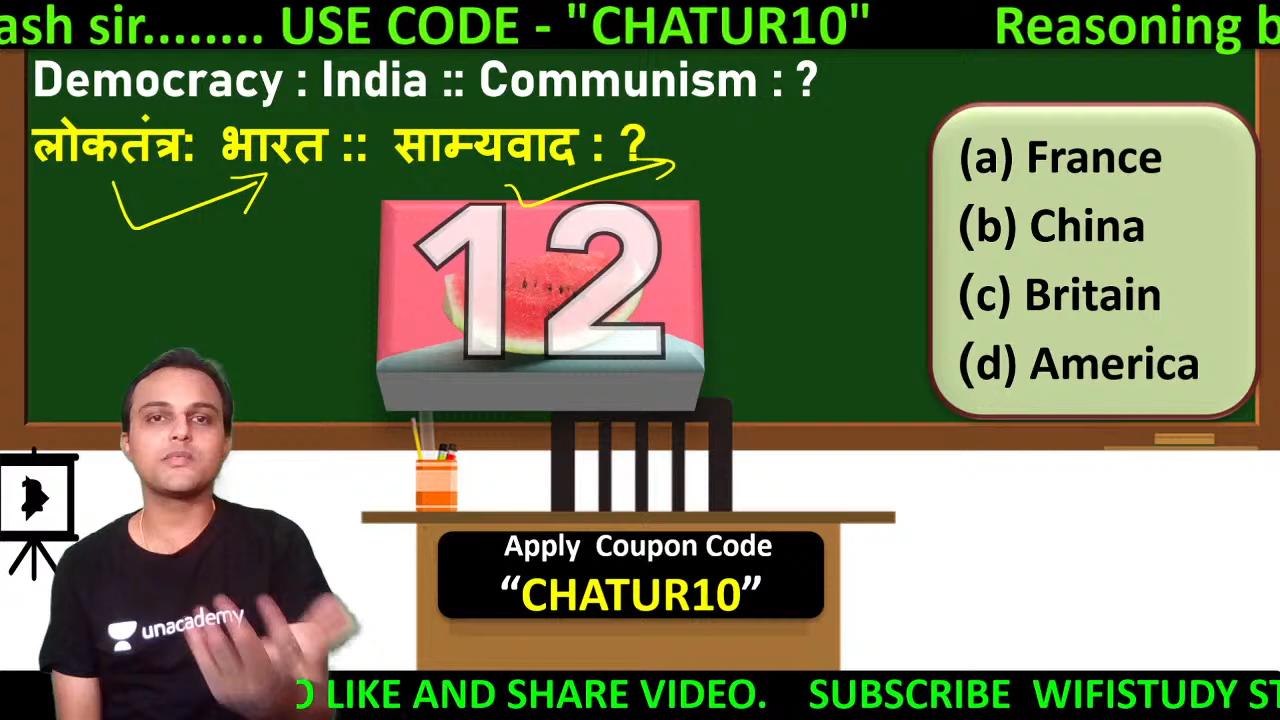 ash sir........ USE CODE - "CHATUR10" Reasoning b
Democracy : India :: Communism : ?
लोकतंत्र: भारत :: साम्यवाद : ?
(a) France
(b) China
(c) Britain
(d) America
12
Apply Coupon Code
“CHATUR10”
unacademy
O LIKE AND SHARE VIDEO. SUBSCRIBE WIFISTUDY ST